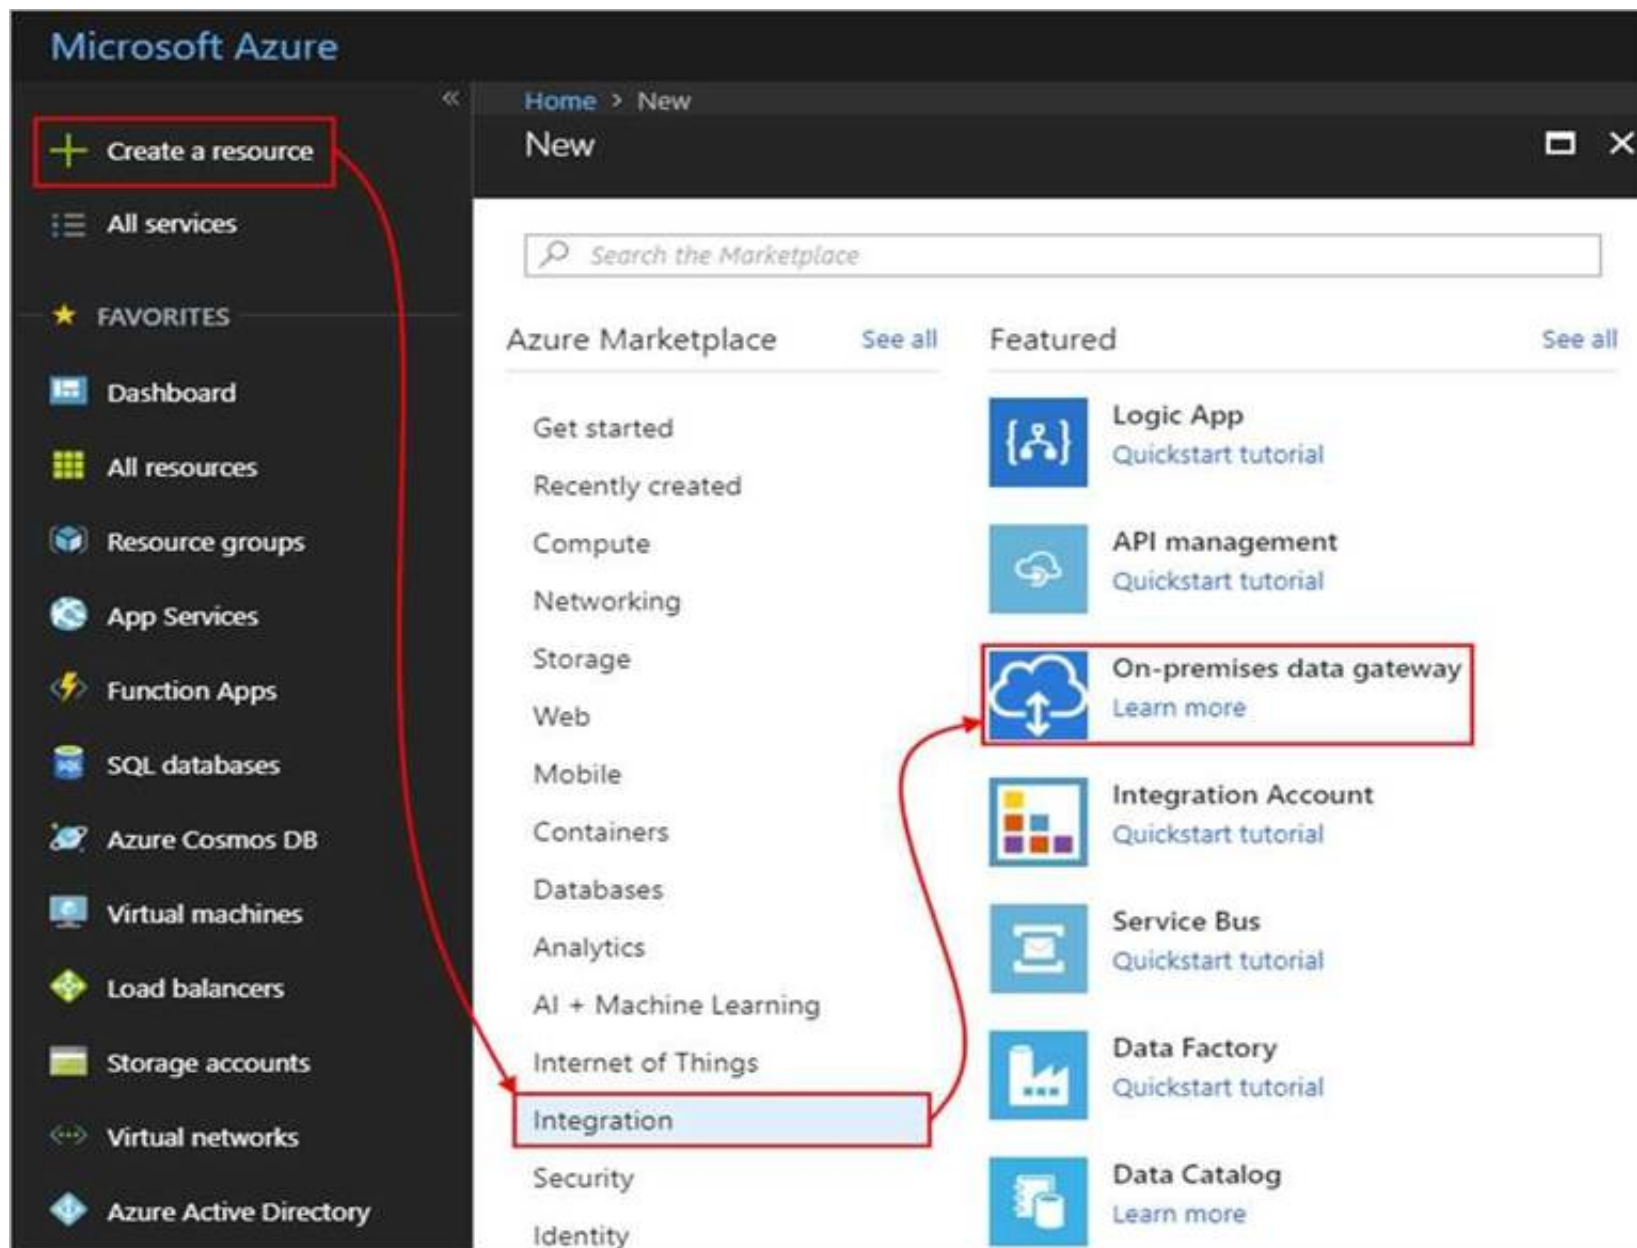 Microsoft Azure
«
Create a resource
All services
FAVORITES
Dashboard
All resources
Resource groups
App Services
Function Apps
SQL databases
Azure Cosmos DB
Virtual machines
Load balancers
Storage accounts
Virtual networks
Azure Active Directory
Home > New
New
Search the Marketplace
Azure Marketplace See all
Get started
Recently created
Compute
Networking
Storage
Web
Mobile
Containers
Databases
Analytics
AI + Machine Learning
Internet of Things
Integration
Security
Identity
Featured See all
Logic App
Quickstart tutorial
API management
Quickstart tutorial
On-premises data gateway
Learn more
Integration Account
Quickstart tutorial
Service Bus
Quickstart tutorial
Data Factory
Quickstart tutorial
Data Catalog
Learn more